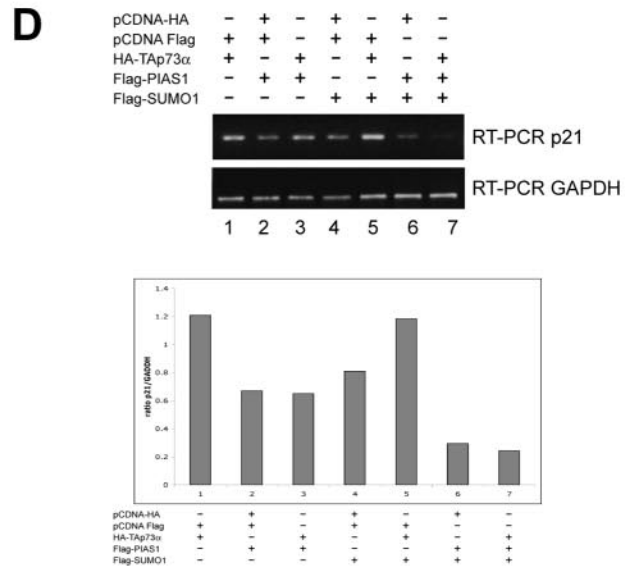 D
pCDNA-HA − + − + − + −
pCDNA Flag + + − + + − −
HA-TAp73α + − + − + − +
Flag-PIAS1 − + + − − + +
Flag-SUMO1 − − − + + + +
RT-PCR p21
RT-PCR GAPDH
1 2 3 4 5 6 7
1.4
1.2
1
0.8
0.6
0.4
0.2
0
ratio p21/GADDH
1 2 3 4 5 6 7
pCDNA-HA − + − + − + −
pCDNA Flag + + − + + − −
HA-TAp73α + − + − + − +
Flag-PIAS1 − + + − − + +
Flag-SUMO1 − − − + + + +